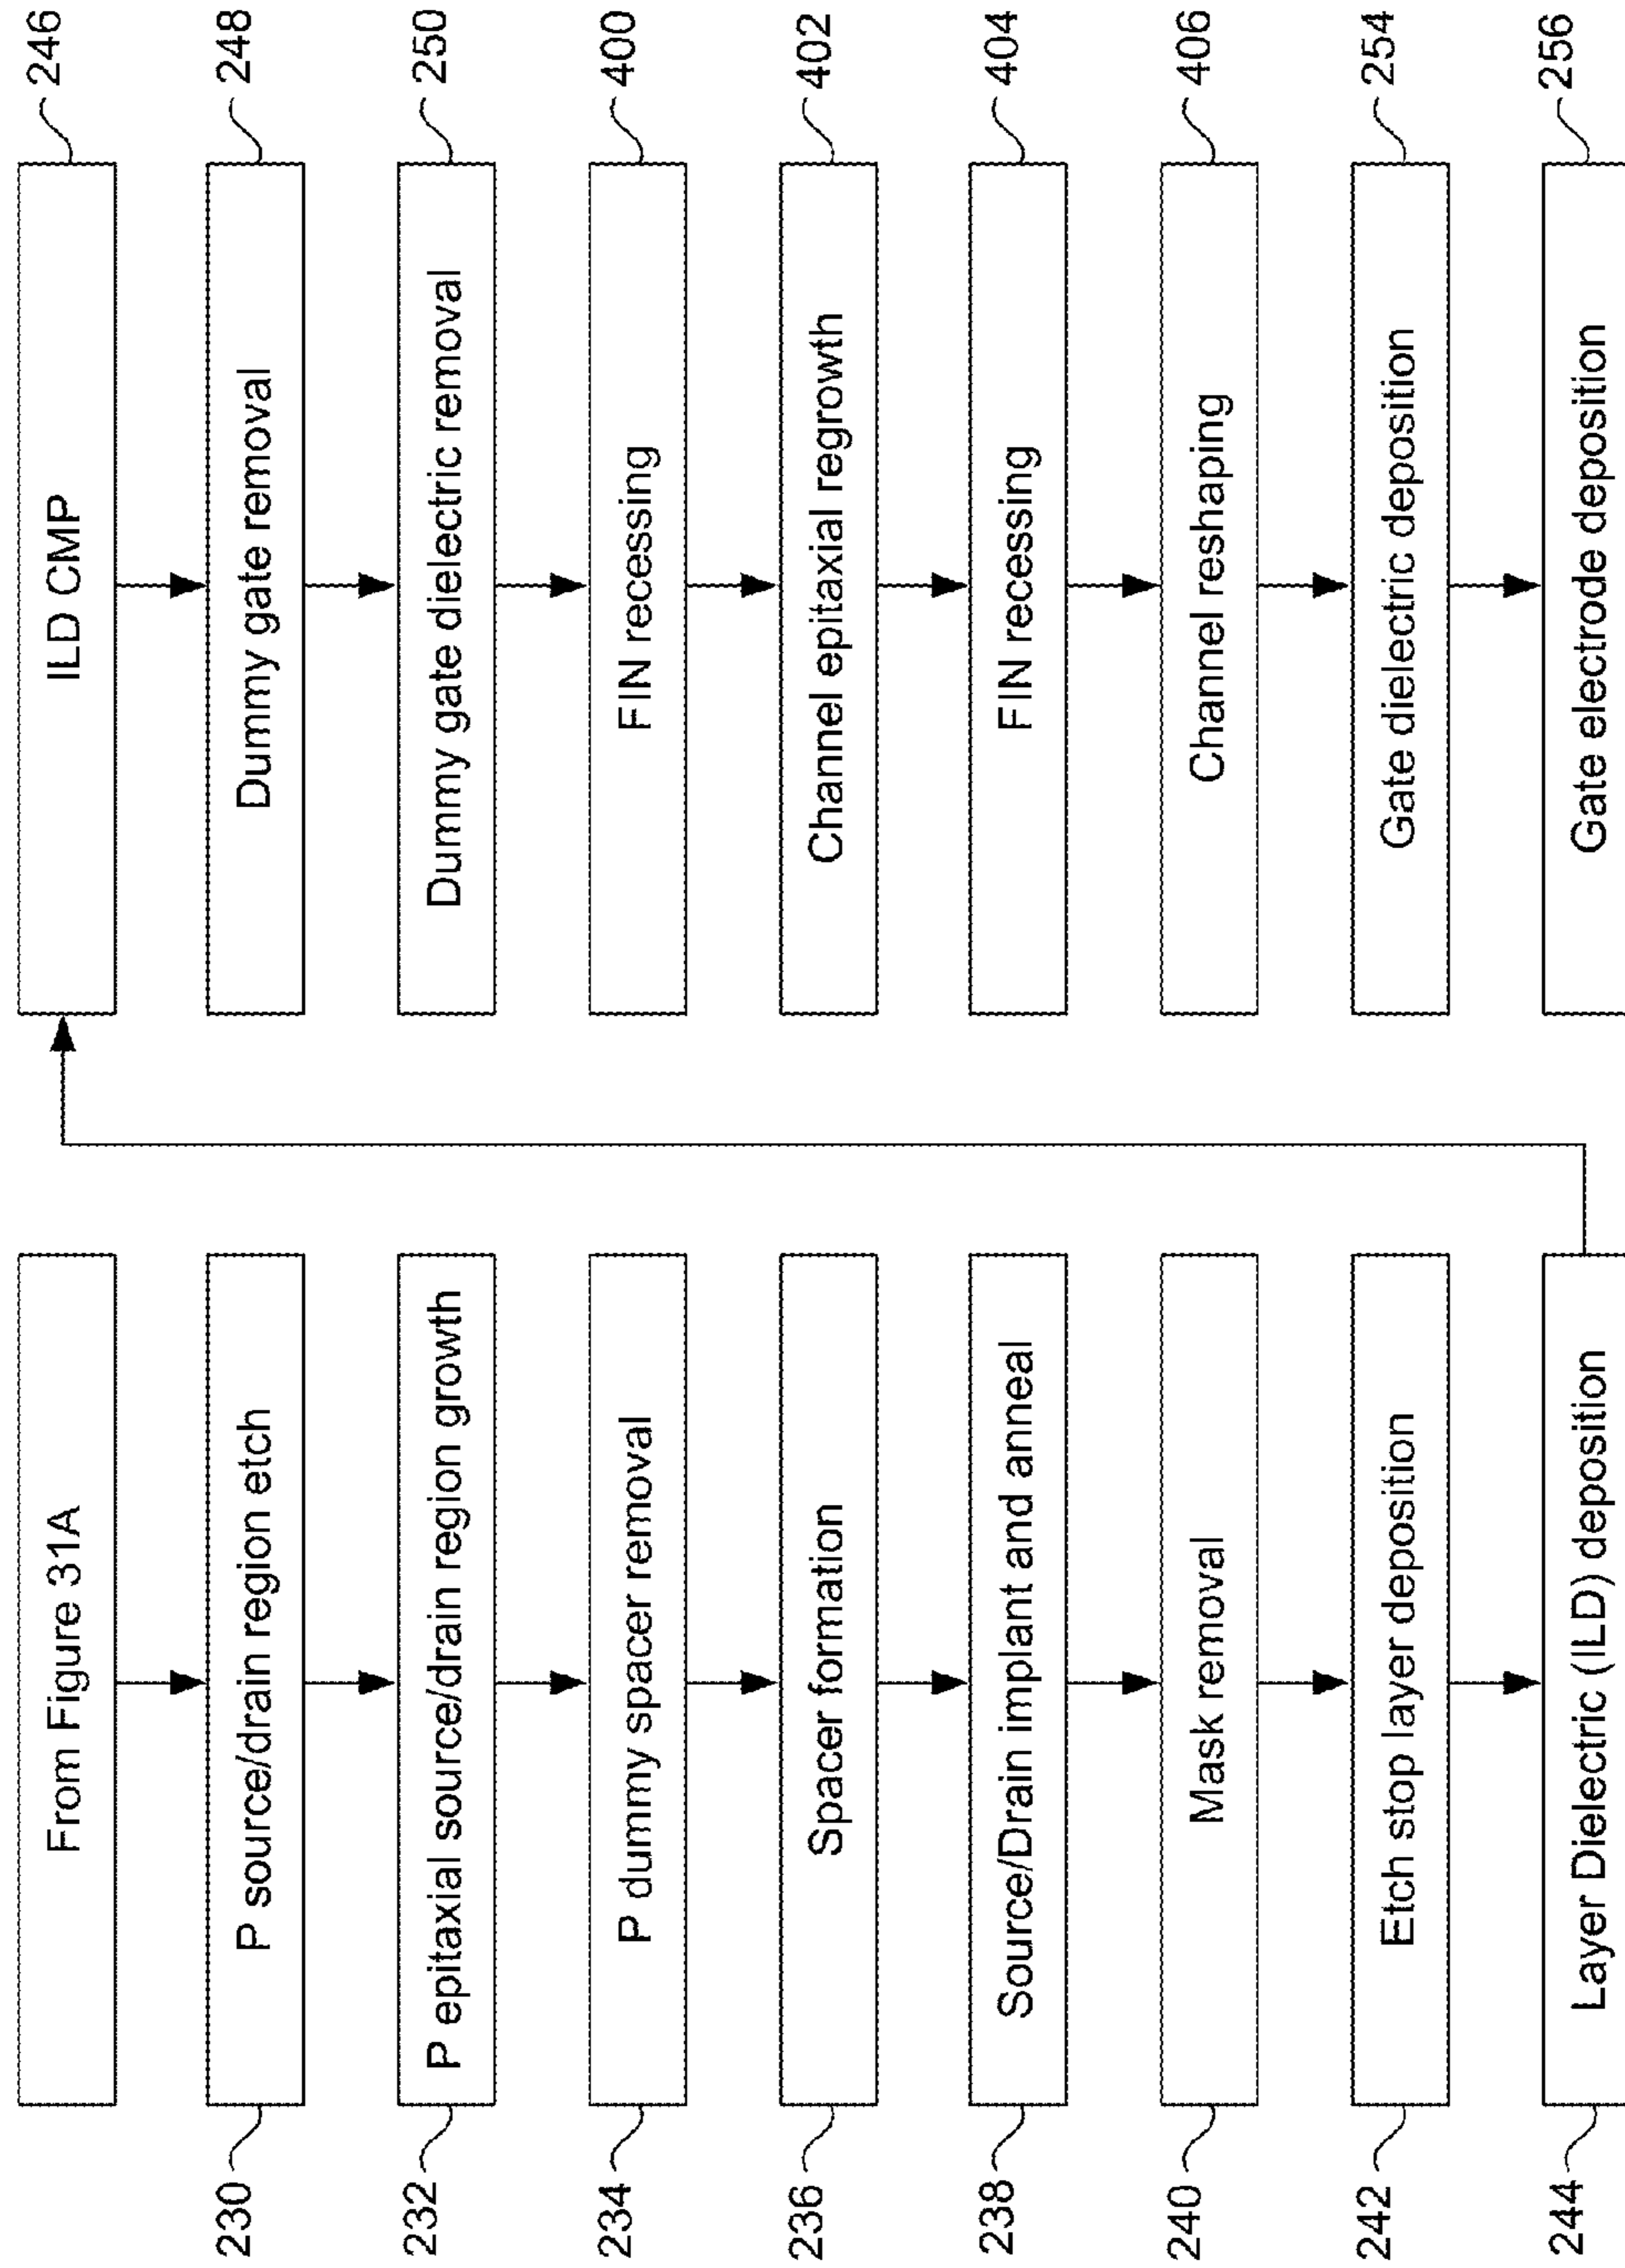 From Figure 31A
230
P source/drain region etch
232
P epitaxial source/drain region growth
234
P dummy spacer removal
236
Spacer formation
238
Source/Drain implant and anneal
240
Mask removal
242
Etch stop layer deposition
244
Layer Dielectric (ILD) deposition
ILD CMP
246
Dummy gate removal
248
Dummy gate dielectric removal
250
FIN recessing
400
Channel epitaxial regrowth
402
FIN recessing
404
Channel reshaping
406
Gate dielectric deposition
254
Gate electrode deposition
256